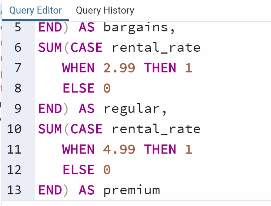 Query Editor Query History
5 END) AS bargains,
6 SUM(CASE rental_rate
7 WHEN 2.99 THEN 1
8 ELSE 0
9 END) AS regular,
10 SUM(CASE rental_rate
11 WHEN 4.99 THEN 1
12 ELSE 0
13 END) AS premium